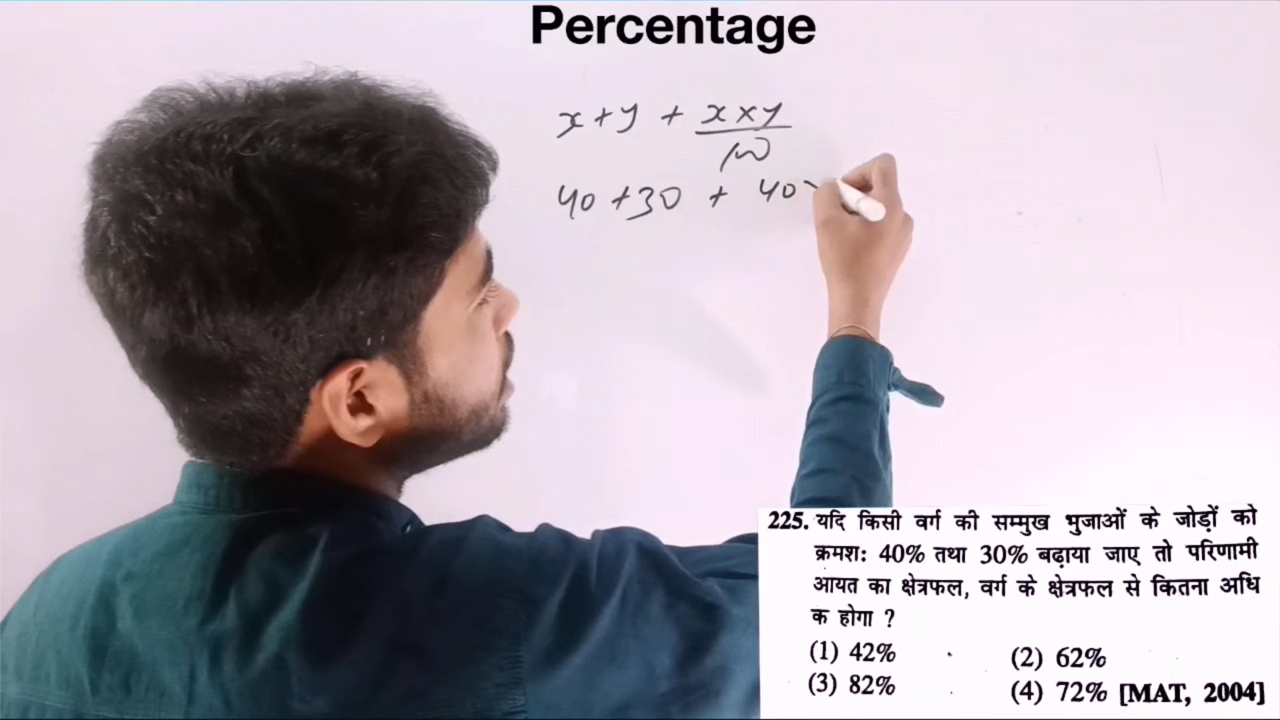 Percentage
x+y + x×y
100
40+30 + 40×
225. यदि किसी वर्ग की सम्मुख भुजाओं के जोड़ों को
क्रमश: 40% तथा 30% बढ़ाया जाए तो परिणामी
आयत का क्षेत्रफल, वर्ग के क्षेत्रफल से कितना अधि
क होगा ?
(1) 42% (2) 62%
(3) 82% (4) 72% [MAT, 2004]